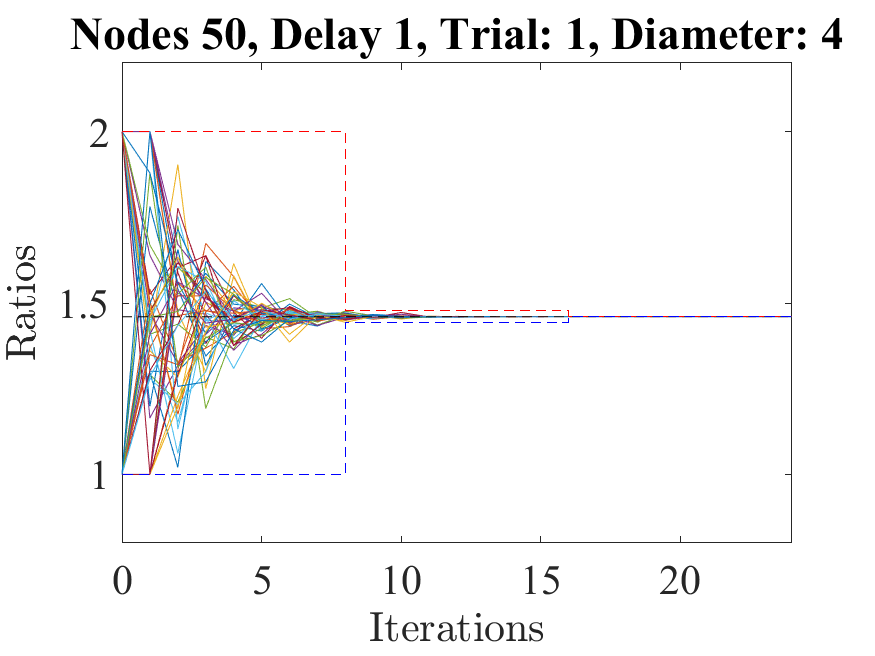 Nodes 50, Delay 1, Trial: 1, Diameter: 4
2
1.5
1
Ratios
0 5 10 15 20
Iterations